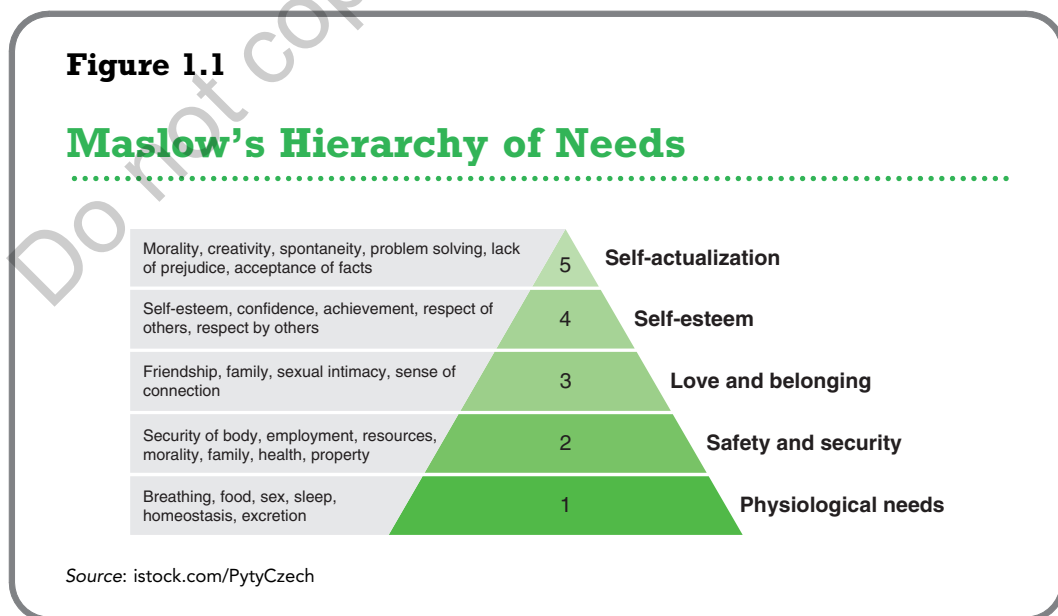 Do not cop
Figure 1.1
Maslow's Hierarchy of Needs
Morality, creativity, spontaneity, problem solving, lack
of prejudice, acceptance of facts
5
Self-actualization
Self-esteem, confidence, achievement, respect of
others, respect by others
4
Self-esteem
Friendship, family, sexual intimacy, sense of
connection
3
Love and belonging
Security of body, employment, resources,
morality, family, health, property
2
Safety and security
Breathing, food, sex, sleep,
homeostasis, excretion
1
Physiological needs
Source: istock.com/PytyCzech